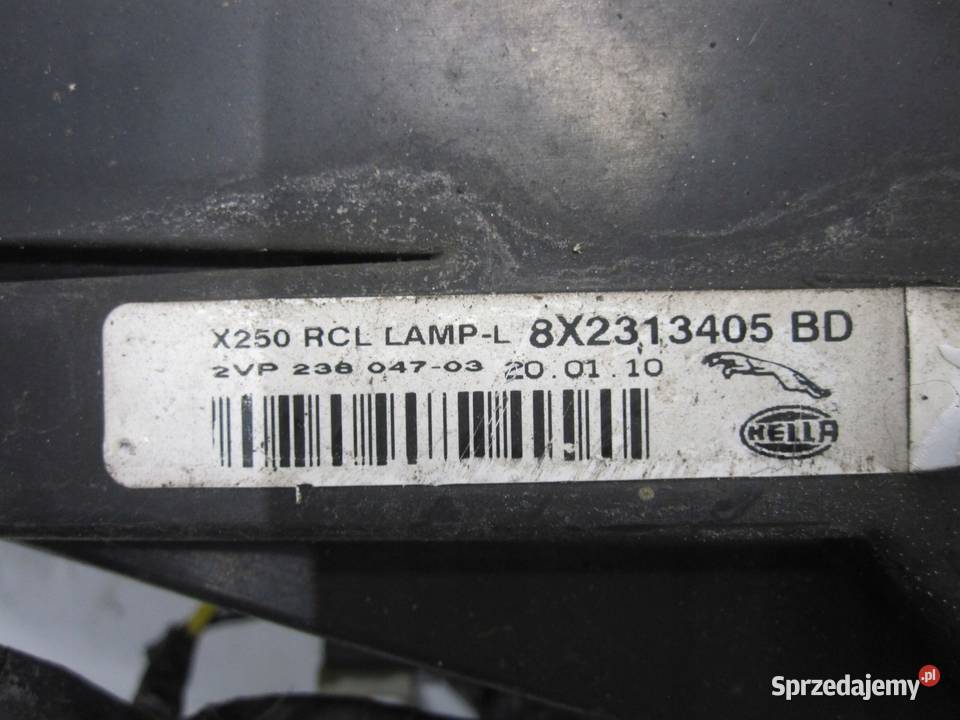 X250 RCL LAMP-L 8X2313405 BD
2VP 238 047-03 20.01.10
HELLA
Sprzedajemy.pl